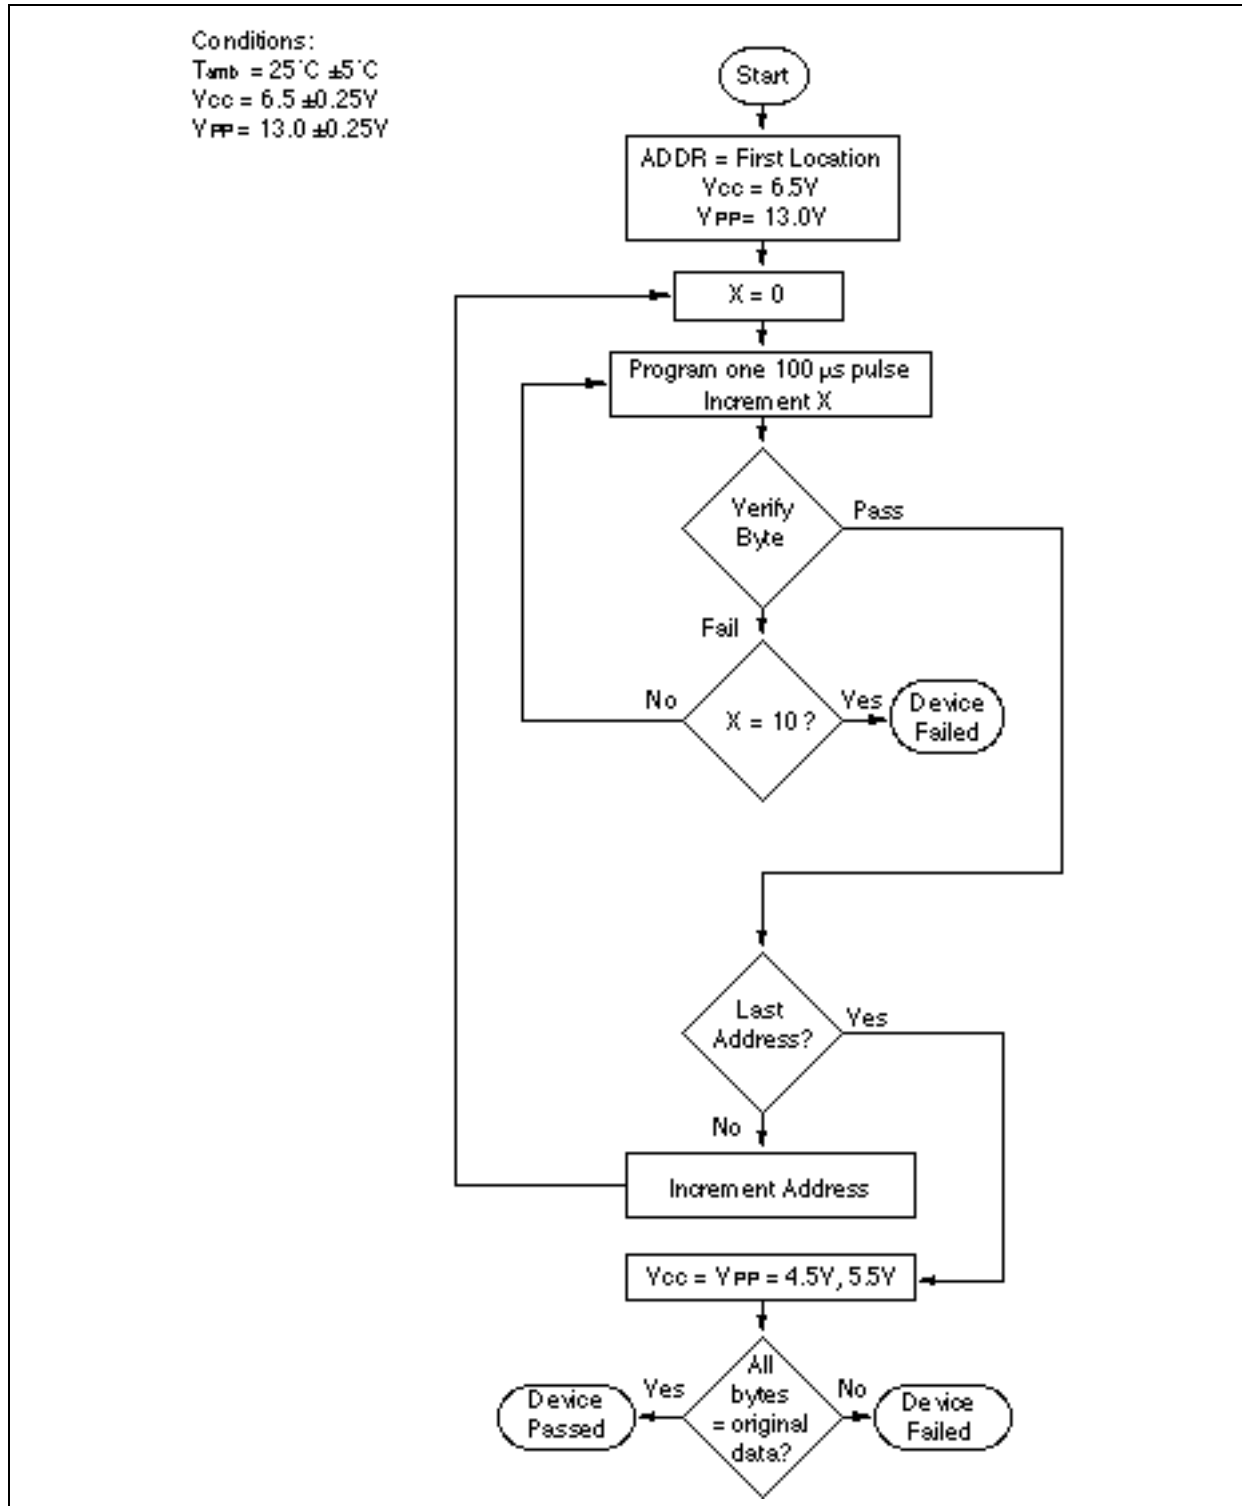 Conditions:
Tamb = 25°C ±5°C
Vcc = 6.5 ±0.25V
VPP = 13.0 ±0.25V
Start
ADDR = First Location
Vcc = 6.5V
VPP = 13.0V
X = 0
Program one 100 µs pulse
Increment X
Verify
Byte
Pass
Fail
No
X = 10 ?
Yes
Device
Failed
Last
Address?
Yes
No
Increment Address
Vcc = VPP = 4.5V, 5.5V
Device
Passed
Yes
All
bytes
= original
data?
No
Device
Failed